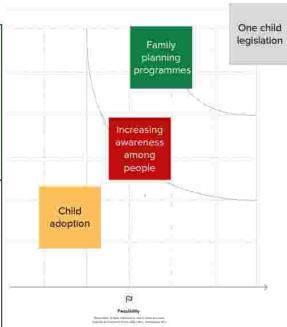 One child
legislation
Family
planning
programmes
Increasing
awareness
among
people
Child
adoption
Feasibility